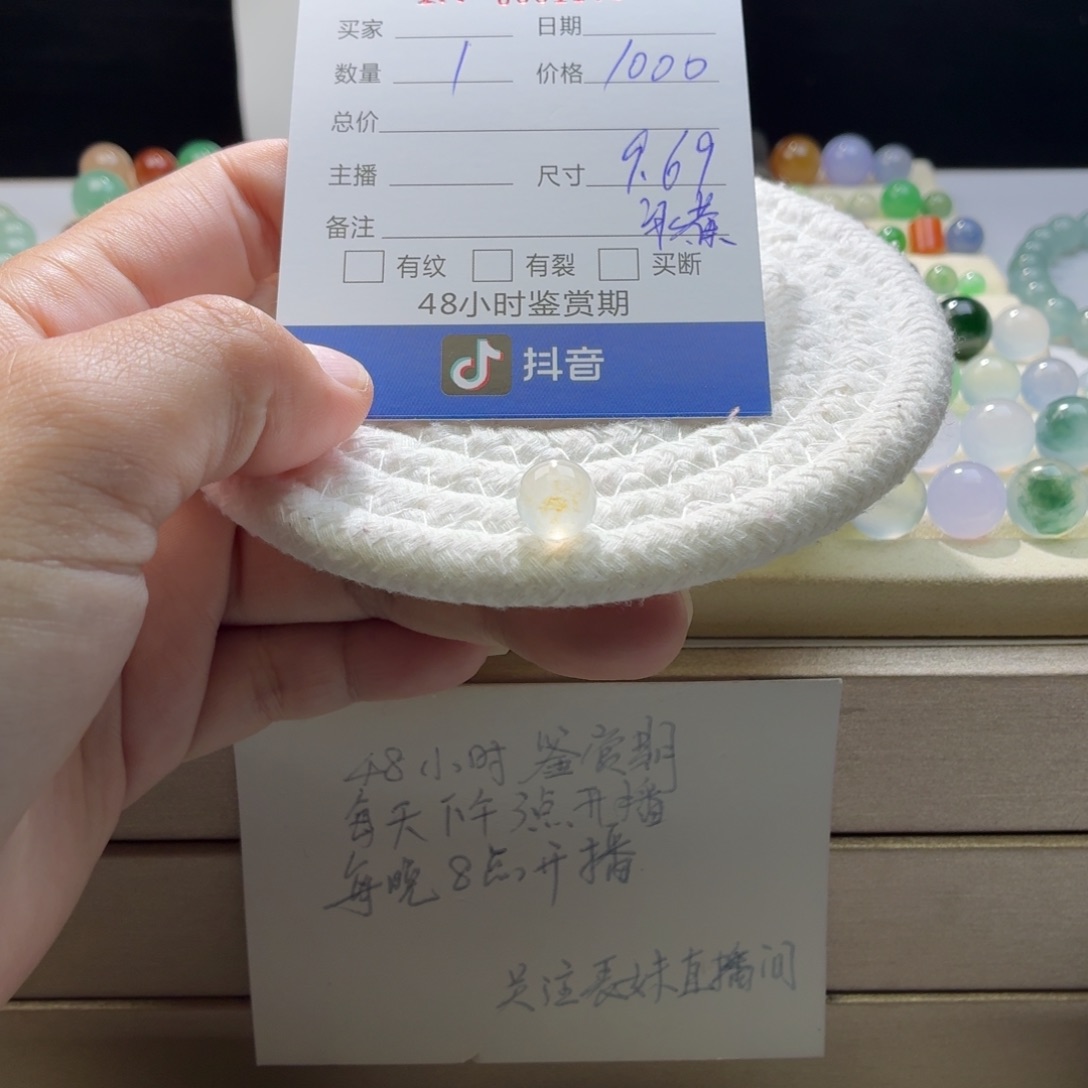 买家 日期
数量 1 价格 1000
总价
主播 尺寸 9.69
备注
有纹 有裂 买断
48小时鉴赏期
抖音
48小时鉴赏期
每天下午3点开播
每晚8点开播
关注表妹直播间